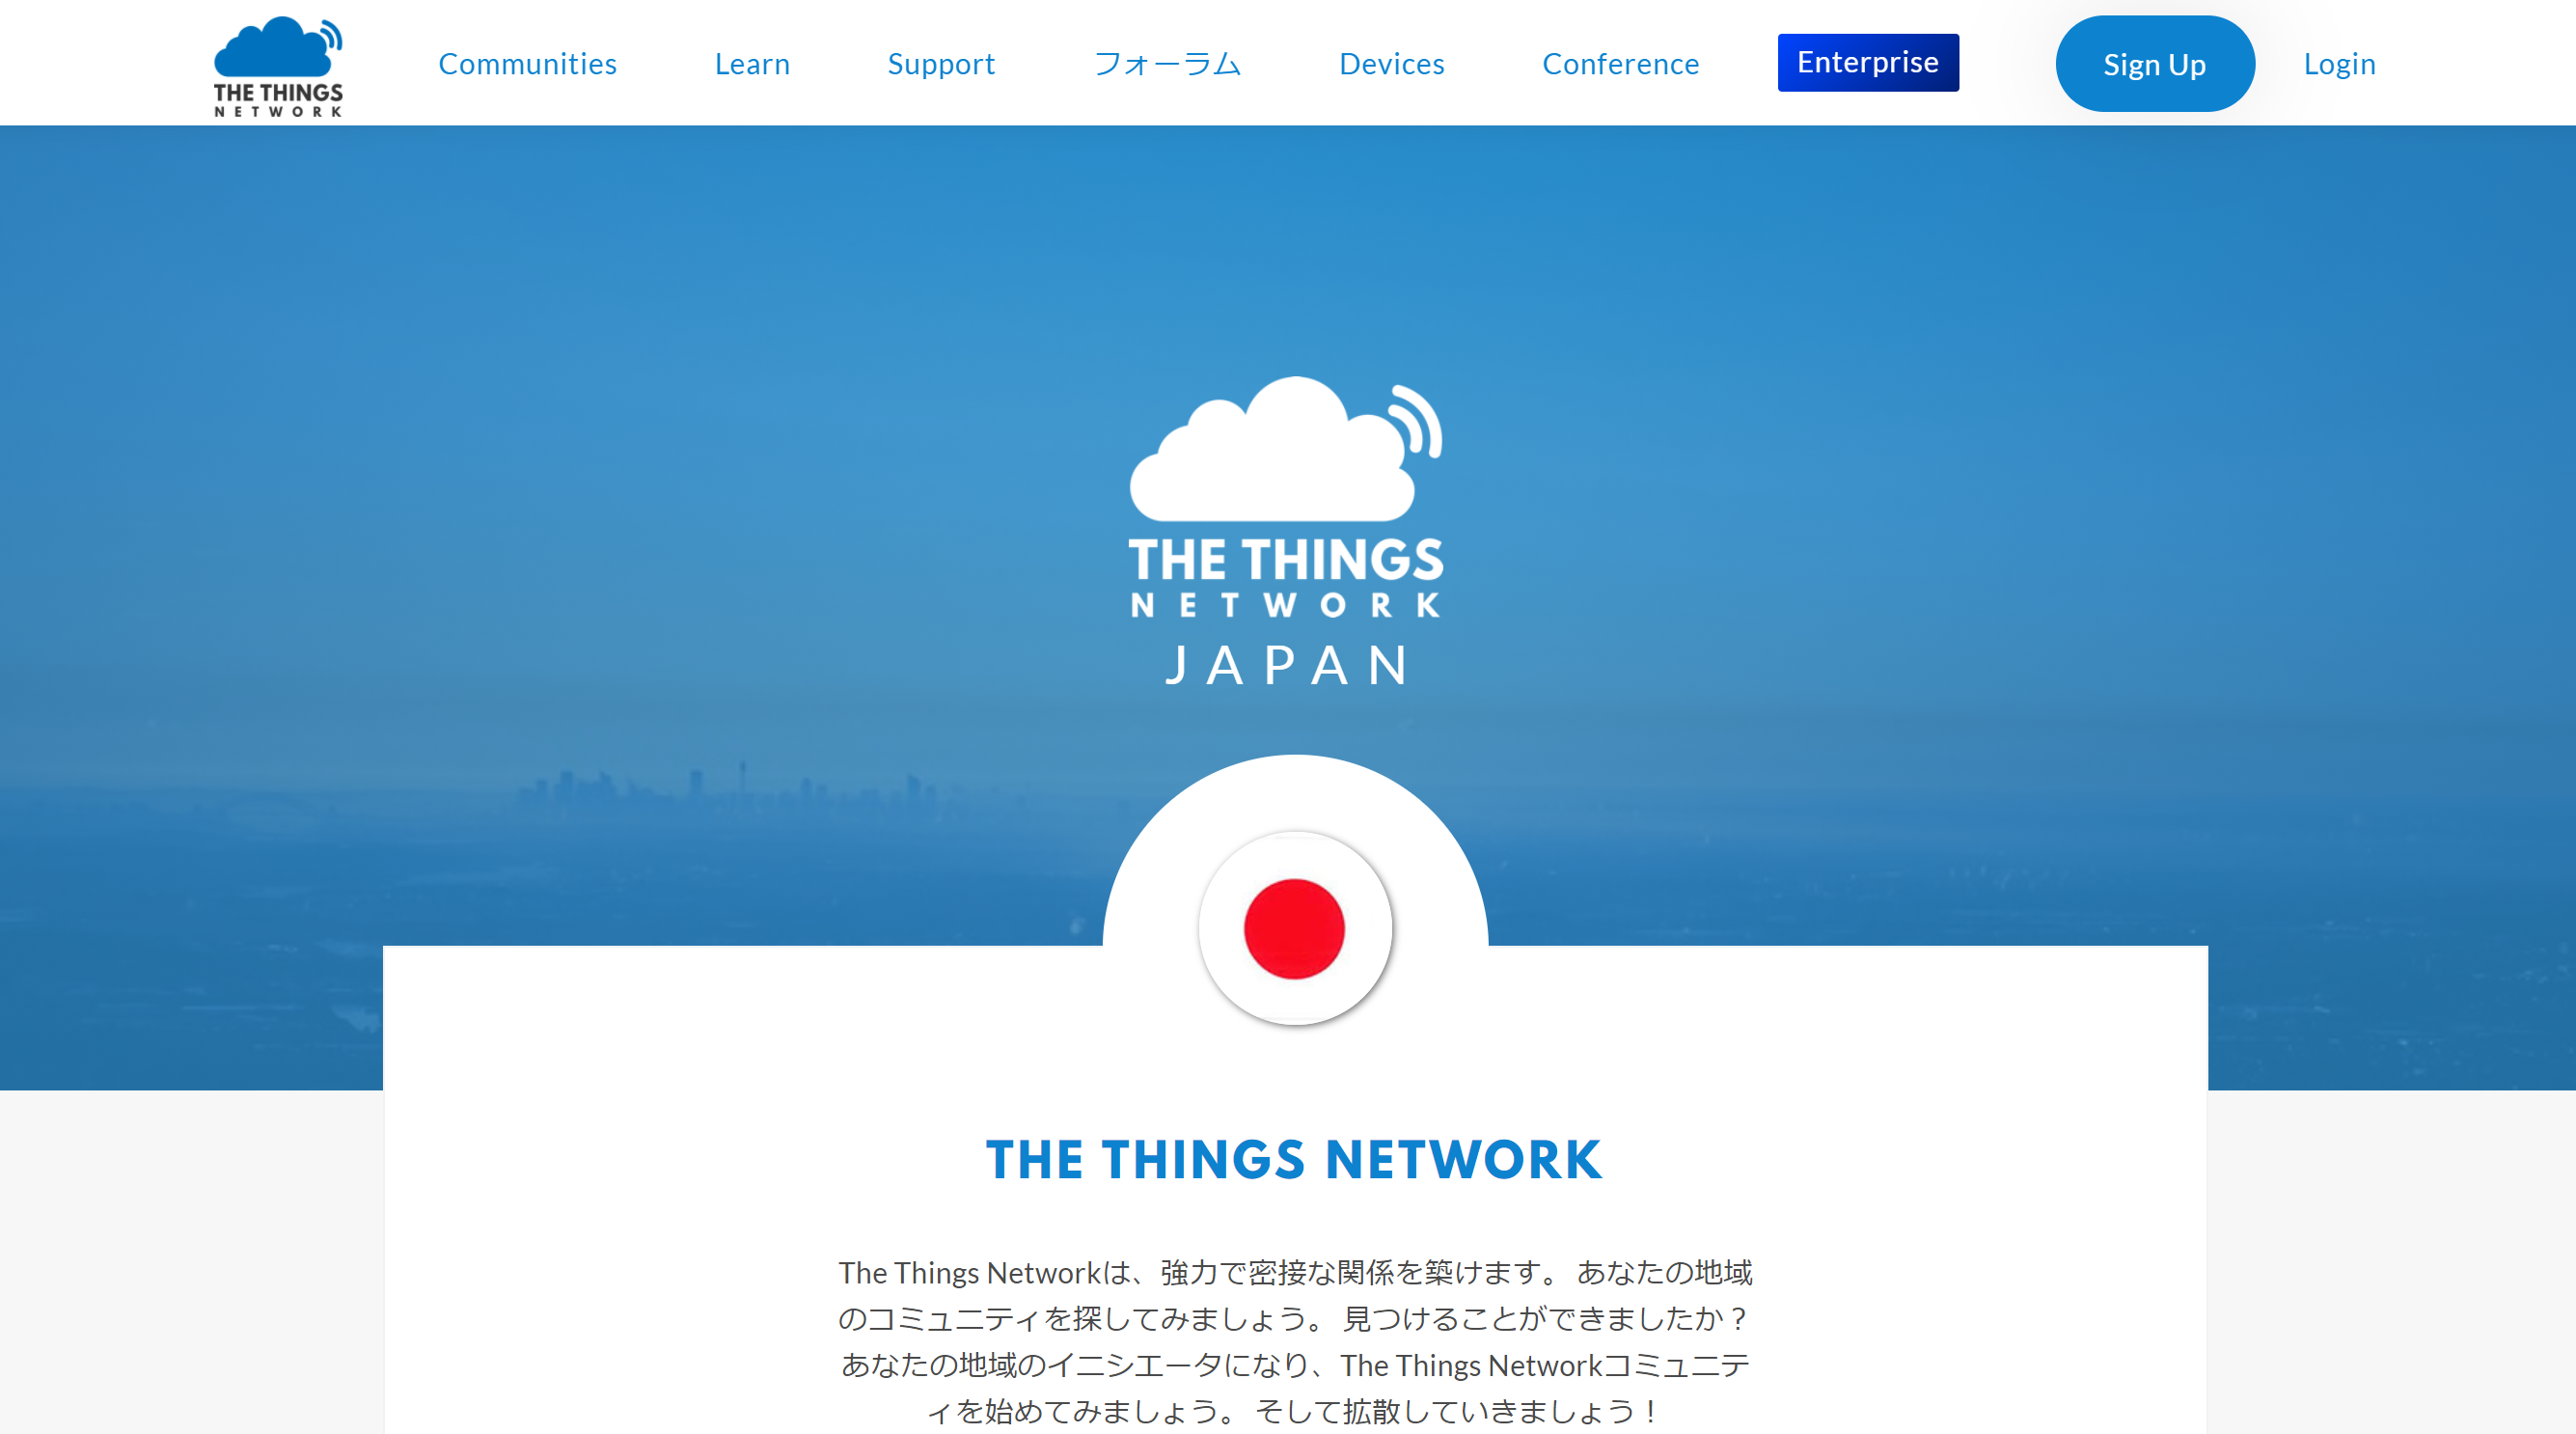 THE THINGS
NETWORK
Communities
Learn
Support
フォーラム
Devices
Conference
Enterprise
Sign Up
Login
THE THINGS
NETWORK
JAPAN
THE THINGS NETWORK
The Things Networkは、強力で密接な関係を築けます。 あなたの地域
のコミュニティを探してみましょう。 見つけることができましたか？
あなたの地域のイニシエータになり、The Things Networkコミュニテ
ィを始めてみましょう。 そして拡散していきましょう！